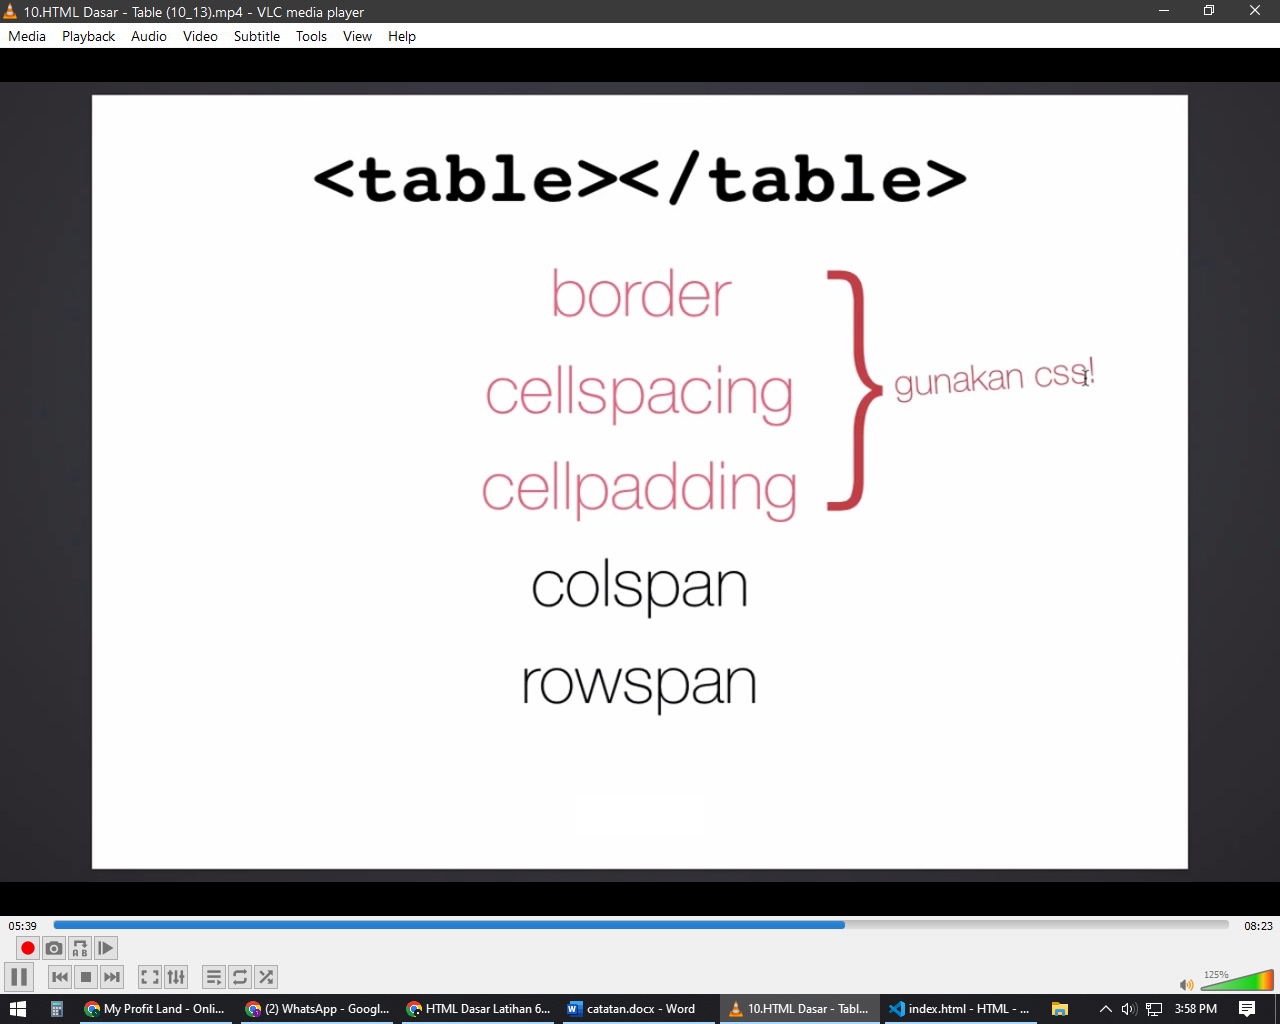 10.HTML Dasar - Table (10_13).mp4 - VLC media player
Media Playback Audio Video Subtitle Tools View Help
<table></table>
border
cellspacing
cellpadding
gunakan css!
colspan
rowspan
05:39
08:23
A B
125%
My Profit Land - Onli...
(2) WhatsApp - Googl...
HTML Dasar Latihan 6...
catatan.docx - Word
10.HTML Dasar - Tabl...
index.html - HTML - ...
3:58 PM